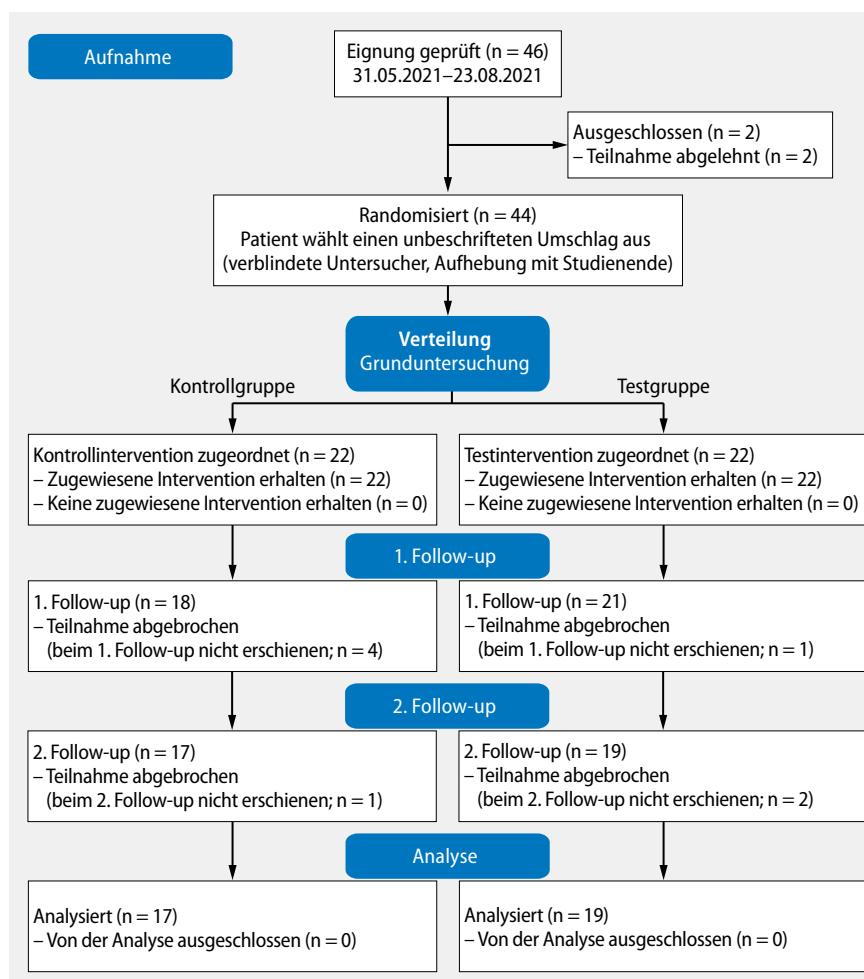 Aufnahme
Eignung geprüft (n = 46)
31.05.2021–23.08.2021
Ausgeschlossen (n = 2)
– Teilnahme abgelehnt (n = 2)
Randomisiert (n = 44)
Patient wählt einen unbeschrifteten Umschlag aus
(verblindete Untersucher, Aufhebung mit Studienende)
Verteilung
Grunduntersuchung
Kontrollgruppe
Testgruppe
Kontrollintervention zugeordnet (n = 22)
– Zugewiesene Intervention erhalten (n = 22)
– Keine zugewiesene Intervention erhalten (n = 0)
Testintervention zugeordnet (n = 22)
– Zugewiesene Intervention erhalten (n = 22)
– Keine zugewiesene Intervention erhalten (n = 0)
1. Follow-up
1. Follow-up (n = 18)
– Teilnahme abgebrochen
(beim 1. Follow-up nicht erschienen; n = 4)
1. Follow-up (n = 21)
– Teilnahme abgebrochen
(beim 1. Follow-up nicht erschienen; n = 1)
2. Follow-up
2. Follow-up (n = 17)
– Teilnahme abgebrochen
(beim 2. Follow-up nicht erschienen; n = 1)
2. Follow-up (n = 19)
– Teilnahme abgebrochen
(beim 2. Follow-up nicht erschienen; n = 2)
Analyse
Analysiert (n = 17)
– Von der Analyse ausgeschlossen (n = 0)
Analysiert (n = 19)
– Von der Analyse ausgeschlossen (n = 0)